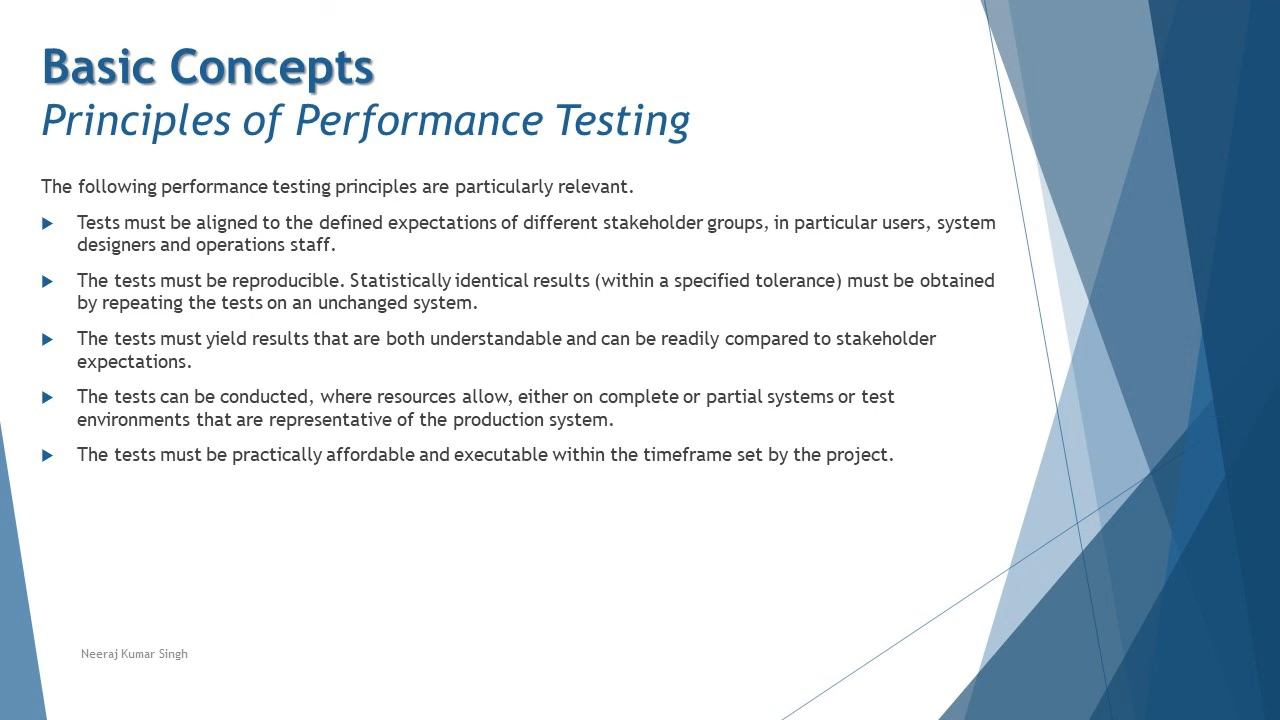 Basic Concepts
Principles of Performance Testing
The following performance testing principles are particularly relevant.
Tests must be aligned to the defined expectations of different stakeholder groups, in particular users, system
designers and operations staff.
The tests must be reproducible. Statistically identical results (within a specified tolerance) must be obtained
by repeating the tests on an unchanged system.
The tests must yield results that are both understandable and can be readily compared to stakeholder
expectations.
The tests can be conducted, where resources allow, either on complete or partial systems or test
environments that are representative of the production system.
The tests must be practically affordable and executable within the timeframe set by the project.
Neeraj Kumar Singh